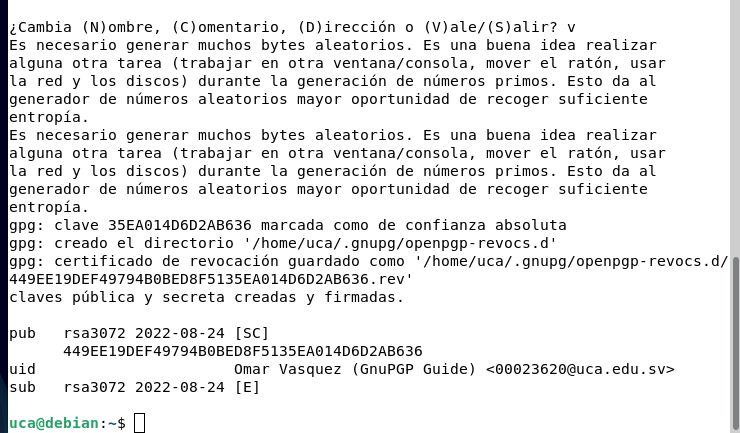 ¿Cambia (N)ombre, (C)omentario, (D)irección o (V)ale/(S)alir? v
Es necesario generar muchos bytes aleatorios. Es una buena idea realizar
alguna otra tarea (trabajar en otra ventana/consola, mover el ratón, usar
la red y los discos) durante la generación de números primos. Esto da al
generador de números aleatorios mayor oportunidad de recoger suficiente
entropía.
Es necesario generar muchos bytes aleatorios. Es una buena idea realizar
alguna otra tarea (trabajar en otra ventana/consola, mover el ratón, usar
la red y los discos) durante la generación de números primos. Esto da al
generador de números aleatorios mayor oportunidad de recoger suficiente
entropía.
gpg: clave 35EA014D6D2AB636 marcada como de confianza absoluta
gpg: creado el directorio '/home/uca/.gnupg/openpgp-revocs.d'
gpg: certificado de revocación guardado como '/home/uca/.gnupg/openpgp-revocs.d/
449EE19DEF49794B0BED8F5135EA014D6D2AB636.rev'
claves pública y secreta creadas y firmadas.
pub   rsa3072 2022-08-24 [SC]
      449EE19DEF49794B0BED8F5135EA014D6D2AB636
uid                      Omar Vasquez (GnuPGP Guide) <00023620@uca.edu.sv>
sub   rsa3072 2022-08-24 [E]
uca@debian:~$